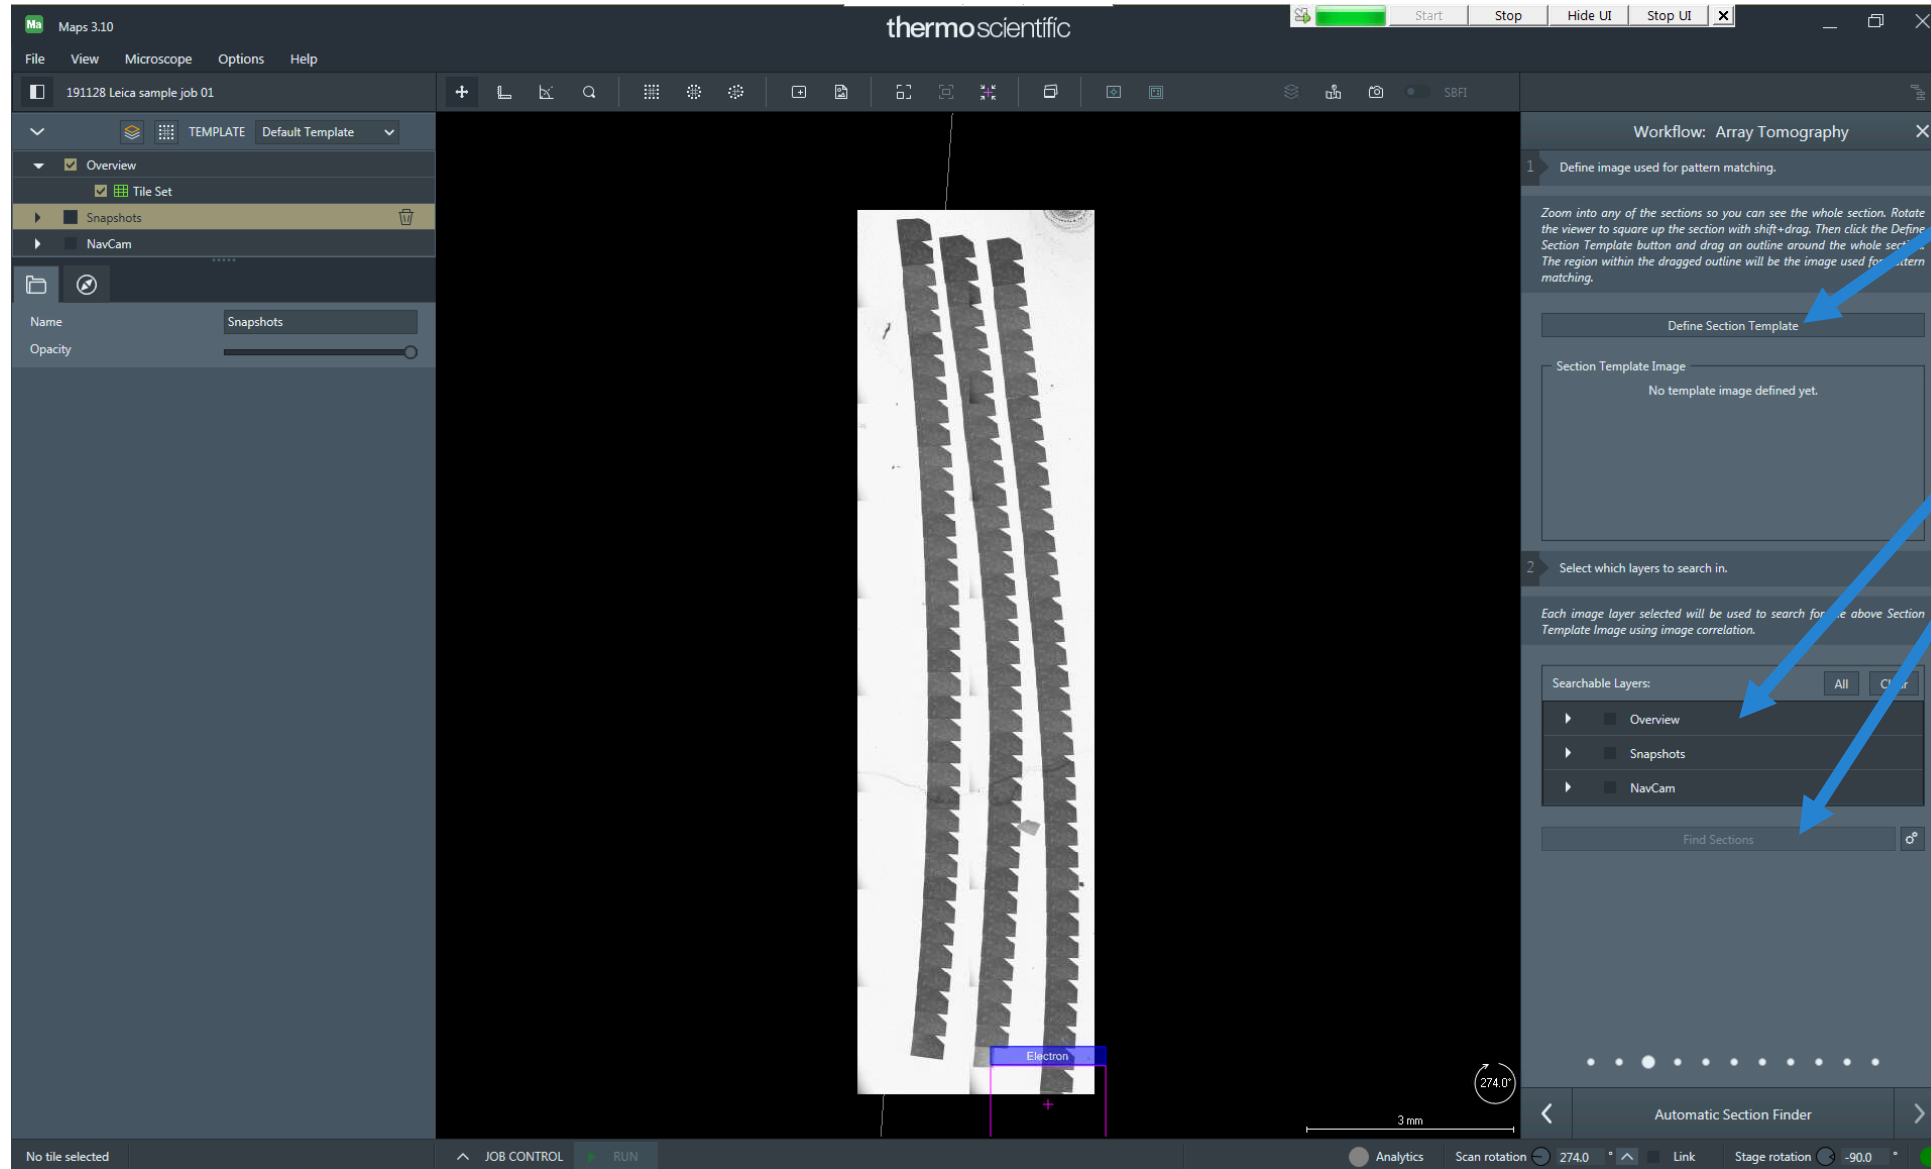 Ma Maps 3.10
thermo scientific
Start Stop Hide UI Stop UI X
File View Microscope Options Help
191128 Leica sample job 01
SBFI
TEMPLATE Default Template
Overview
Tile Set
Snapshots
NavCam
Name Snapshots
Opacity
Electron
274.0°
3 mm
Workflow: Array Tomography
1 Define image used for pattern matching.
Zoom into any of the sections so you can see the whole section. Rotate
the viewer to square up the section with shift+drag. Then click the Define
Section Template button and drag an outline around the whole
The region within the dragged outline will be the image used
matching.
Define Section Template
Section Template Image
No template image defined yet.
2 Select which layers to search in.
Each image layer selected will be used to search above Section
Template Image using image correlation.
Searchable Layers: All
Overview
Snapshots
NavCam
Find Sections
Automatic Section Finder
No tile selected JOB CONTROL RUN Analytics Scan rotation 274.0 ° Link Stage rotation -90.0 °